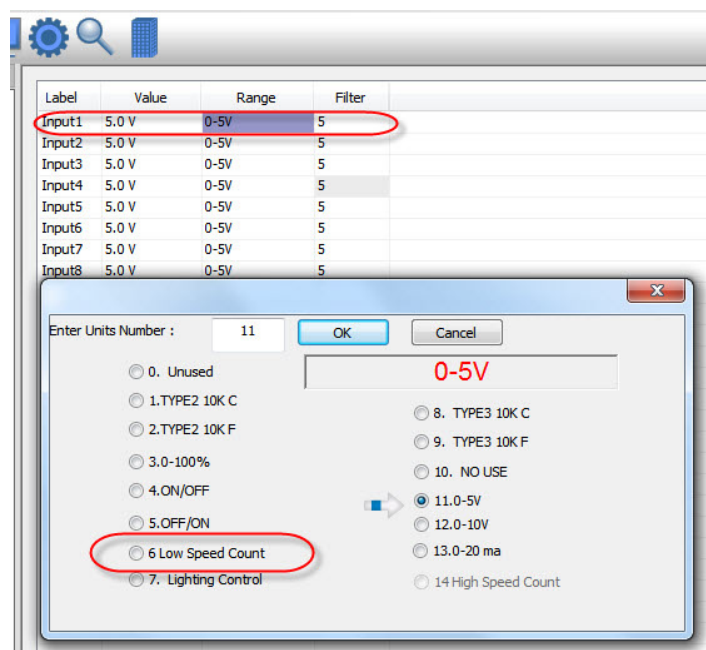 Label Value Range Filter
Input1 5.0 V 0-5V 5
Input2 5.0 V 0-5V 5
Input3 5.0 V 0-5V 5
Input4 5.0 V 0-5V 5
Input5 5.0 V 0-5V 5
Input6 5.0 V 0-5V 5
Input7 5.0 V 0-5V 5
Input8 5.0 V 0-5V 5
Enter Units Number : 11 OK Cancel
0-5V
0. Unused
1.TYPE2 10K C
2.TYPE2 10K F
3.0-100%
4.ON/OFF
5.OFF/ON
6 Low Speed Count
7. Lighting Control
8. TYPE3 10K C
9. TYPE3 10K F
10. NO USE
11.0-5V
12.0-10V
13.0-20 ma
14 High Speed Count